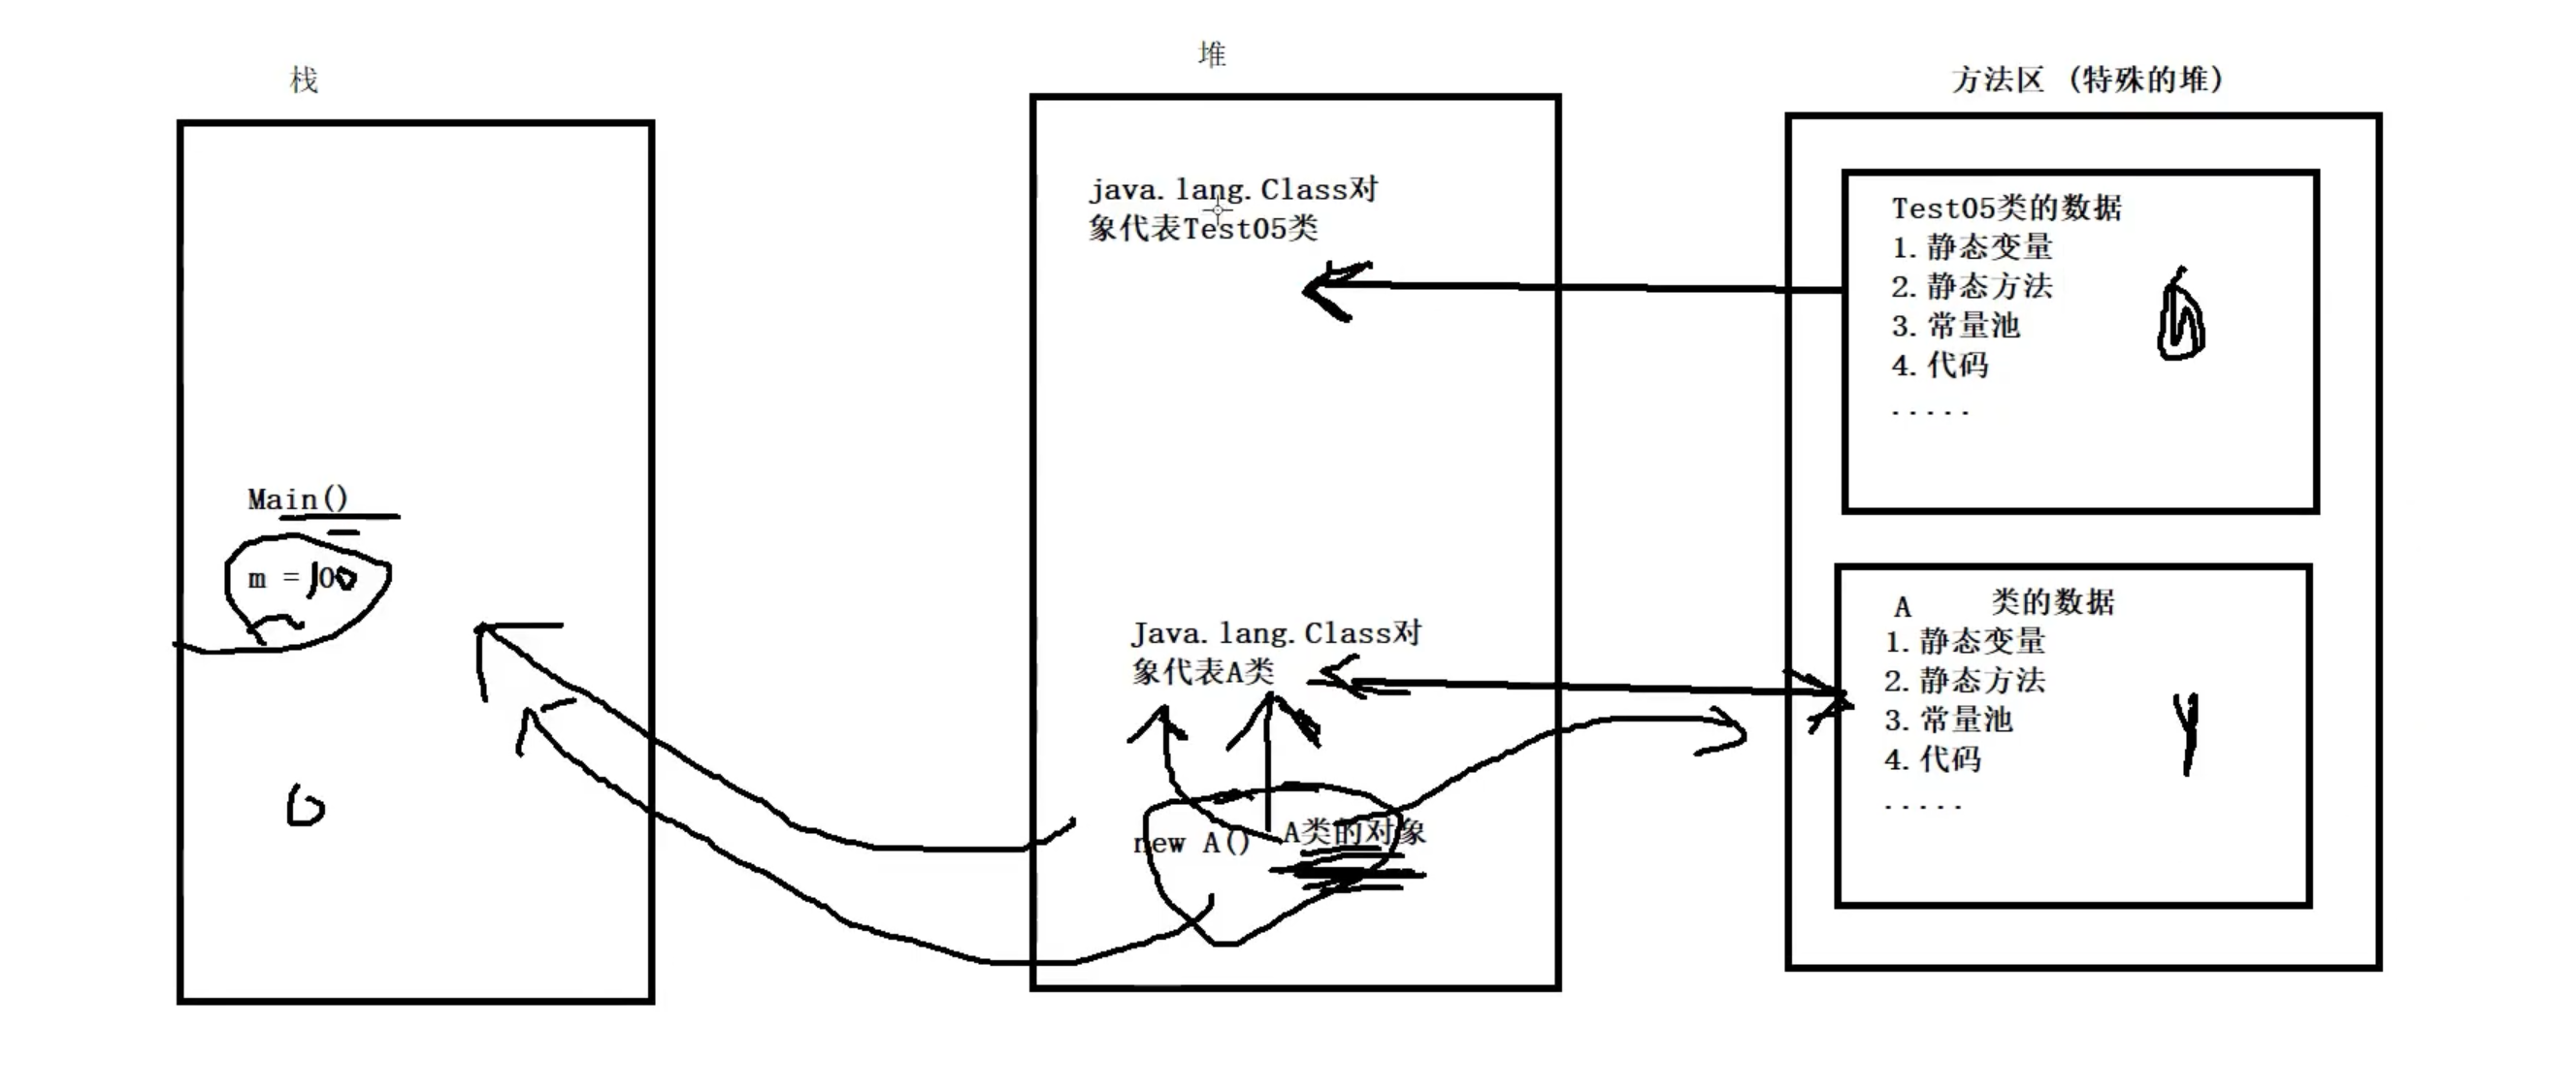 栈
堆
方法区（特殊的堆）
java.lang.Class对
象代表Test05类
Test05类的数据
1.静态变量
2.静态方法
3.常量池
4.代码
.....
Main()
m = 100
Java.lang.Class对
象代表A类
new A()
A类的对象
A 类的数据
1.静态变量
2.静态方法
3.常量池
4.代码
.....